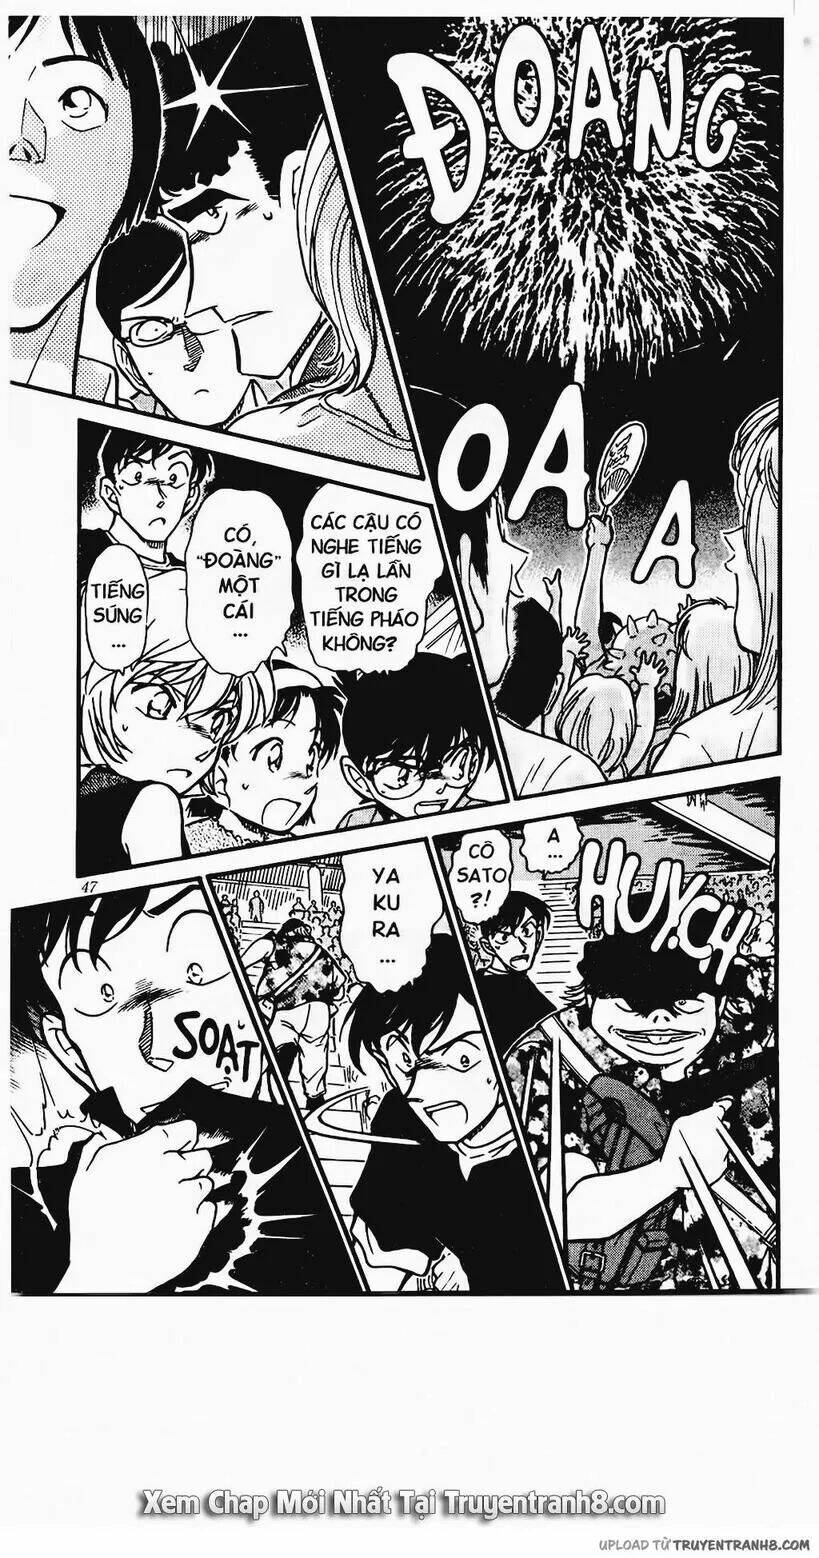 ĐOANG
OA A
CÁC CẬU CÓ
NGHE TIẾNG
GÌ LẠ LẪN
TRONG
TIẾNG PHÁO
KHÔNG?
CÓ,
"ĐOÀNG"
MỘT
CÁI
...
TIẾNG
SÚNG
...
47
A
...
CÔ
SATO
?!
HUỴCH
YA
KU
RA
...
SOẠT
Xem Chap Mới Nhất Tại Truyentranh8.com
UPLOAD TỪ TRUYENTRANH8.COM